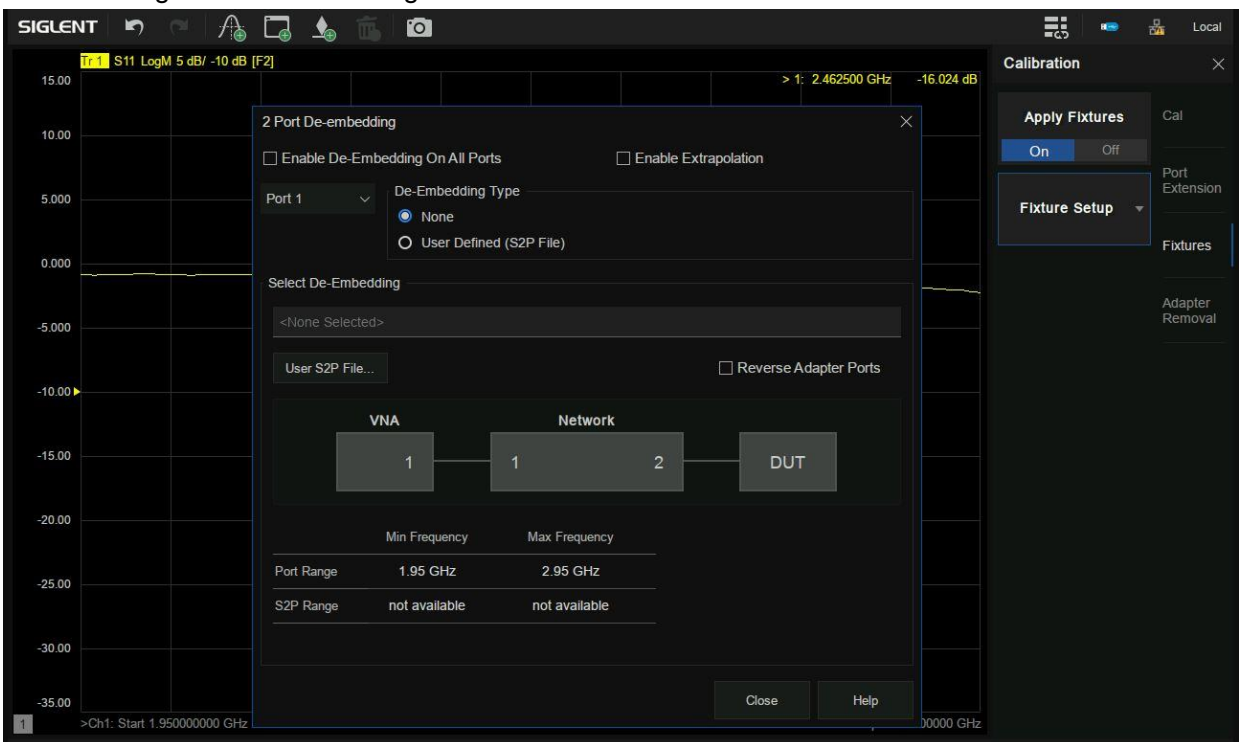 SIGLENT Local
Tr 1 S11 LogM 5 dB/ -10 dB [F2]
> 1: 2.462500 GHz -16.024 dB
15.00
10.00
5.000
0.000
-5.000
-10.00
-15.00
-20.00
-25.00
-30.00
-35.00
2 Port De-embedding
Enable De-Embedding On All Ports Enable Extrapolation
Port 1
De-Embedding Type
None
User Defined (S2P File)
Select De-Embedding
<None Selected>
User S2P File... Reverse Adapter Ports
VNA Network
1 1 2 DUT
Min Frequency Max Frequency
Port Range 1.95 GHz 2.95 GHz
S2P Range not available not available
Close Help
1 >Ch1: Start 1.950000000 GHz 00000 GHz
Calibration
Apply Fixtures
On Off
Fixture Setup
Cal
Port
Extension
Fixtures
Adapter
Removal